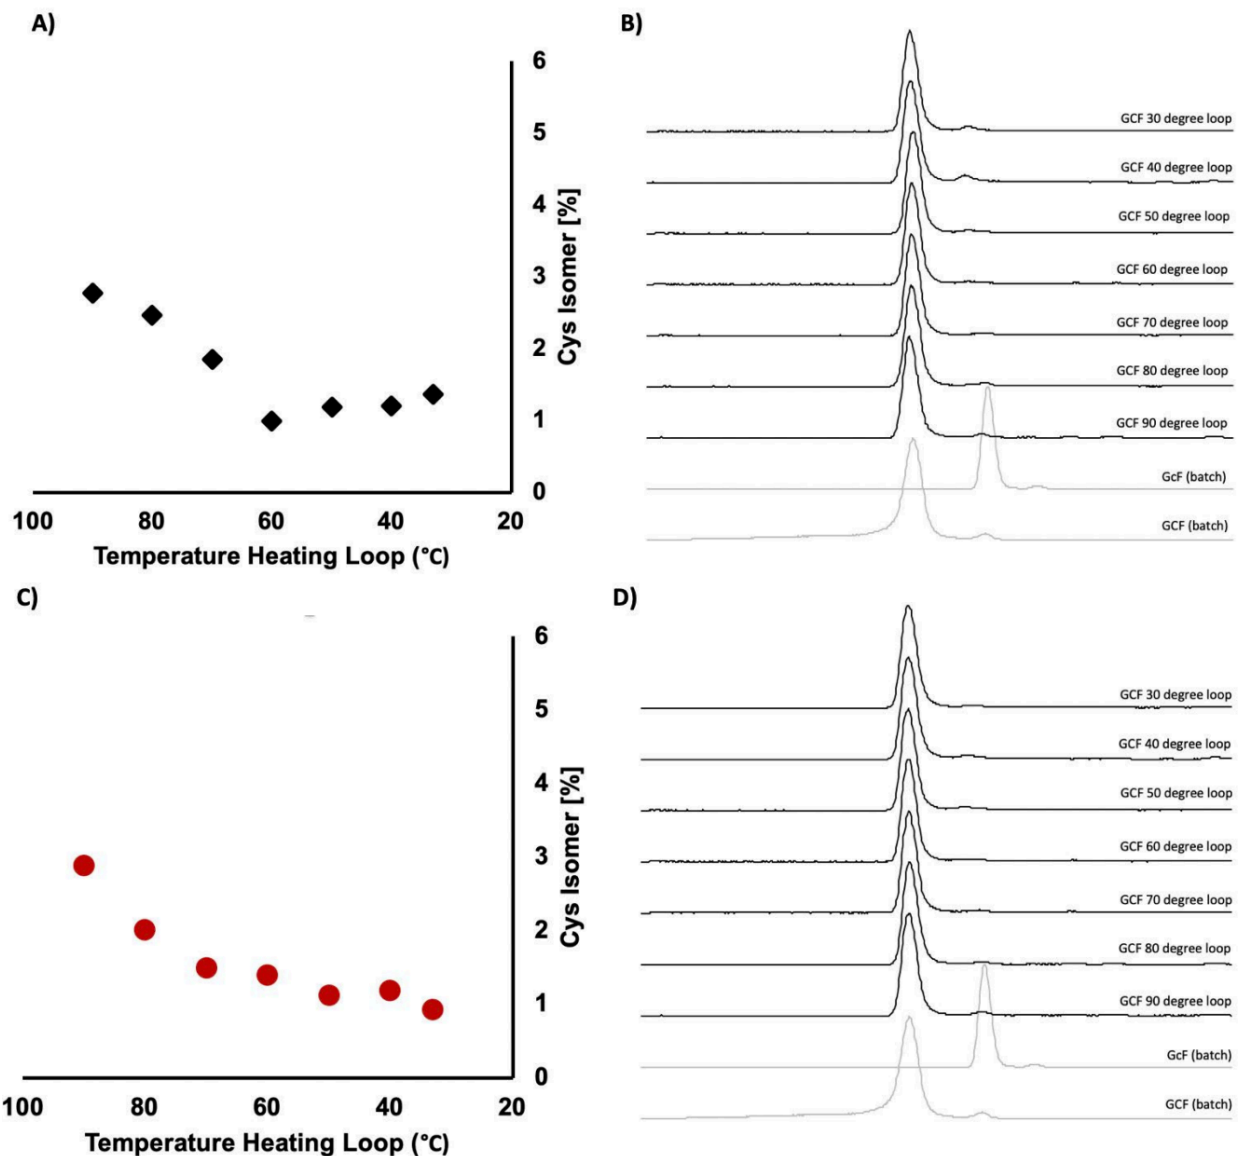 A)
6
5
4
3
2
1
0
Cys Isomer [%]
100 80 60 40 20
Temperature Heating Loop (°C)
B)
GCF 30 degree loop
GCF 40 degree loop
GCF 50 degree loop
GCF 60 degree loop
GCF 70 degree loop
GCF 80 degree loop
GCF 90 degree loop
GcF (batch)
GCF (batch)
C)
6
5
4
3
2
1
0
Cys Isomer [%]
100 80 60 40 20
Temperature Heating Loop (°C)
D)
GCF 30 degree loop
GCF 40 degree loop
GCF 50 degree loop
GCF 60 degree loop
GCF 70 degree loop
GCF 80 degree loop
GCF 90 degree loop
GcF (batch)
GCF (batch)